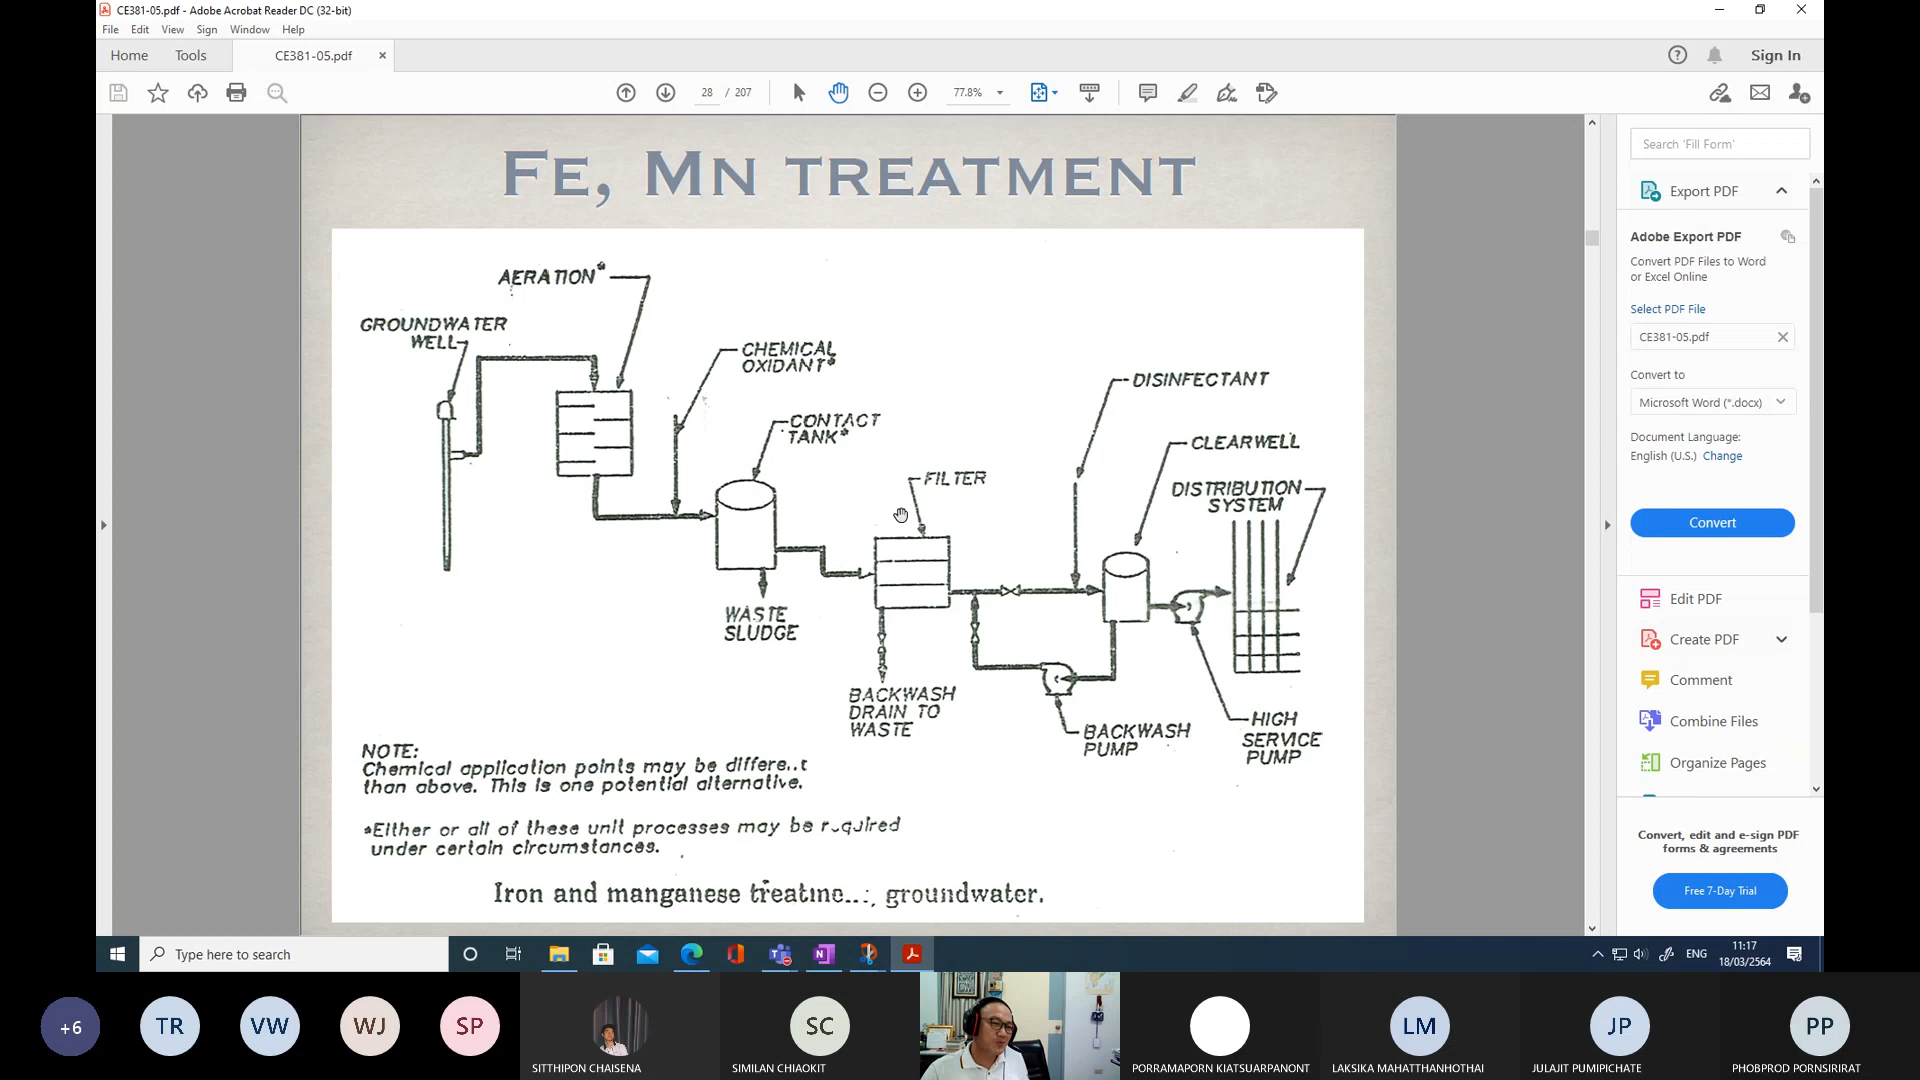 CE381-05.pdf - Adobe Acrobat Reader DC (32-bit)
File Edit View Sign Window Help
Home Tools CE381-05.pdf
Sign In
28 / 207
77.8%
FE, MN TREATMENT
AERATION*
GROUNDWATER
WELL
CHEMICAL
OXIDANT*
CONTACT
TANK*
DISINFECTANT
CLEARWELL
FILTER
DISTRIBUTION
SYSTEM
WASTE
SLUDGE
BACKWASH
DRAIN TO
WASTE
BACKWASH
PUMP
HIGH
SERVICE
PUMP
NOTE:
Chemical application points may be
than above. This is one potential alternative.
*Either or all of these unit processes may be
under certain circumstances.
Iron and manganese groundwater.
Search 'Fill Form'
Export PDF
Adobe Export PDF
Convert PDF Files to Word
or Excel Online
Select PDF File
CE381-05.pdf
Convert to
Microsoft Word (*.docx)
Document Language:
English (U.S.) Change
Convert
Edit PDF
Create PDF
Comment
Combine Files
Organize Pages
Convert, edit and e-sign PDF
forms & agreements
Free 7-Day Trial
Type here to search
ENG
11:17
18/03/2564
+6
TR
VW
WJ
SP
SITTHIPON CHAISENA
SC
SIMILAN CHIAOKIT
PORRAMAPORN KIATSUARPANONT
LM
LAKSIKA MAHATTHANHOTHAI
JP
JULAJIT PUMIPICHATE
PP
PHOBPROD PORNSIRIRAT